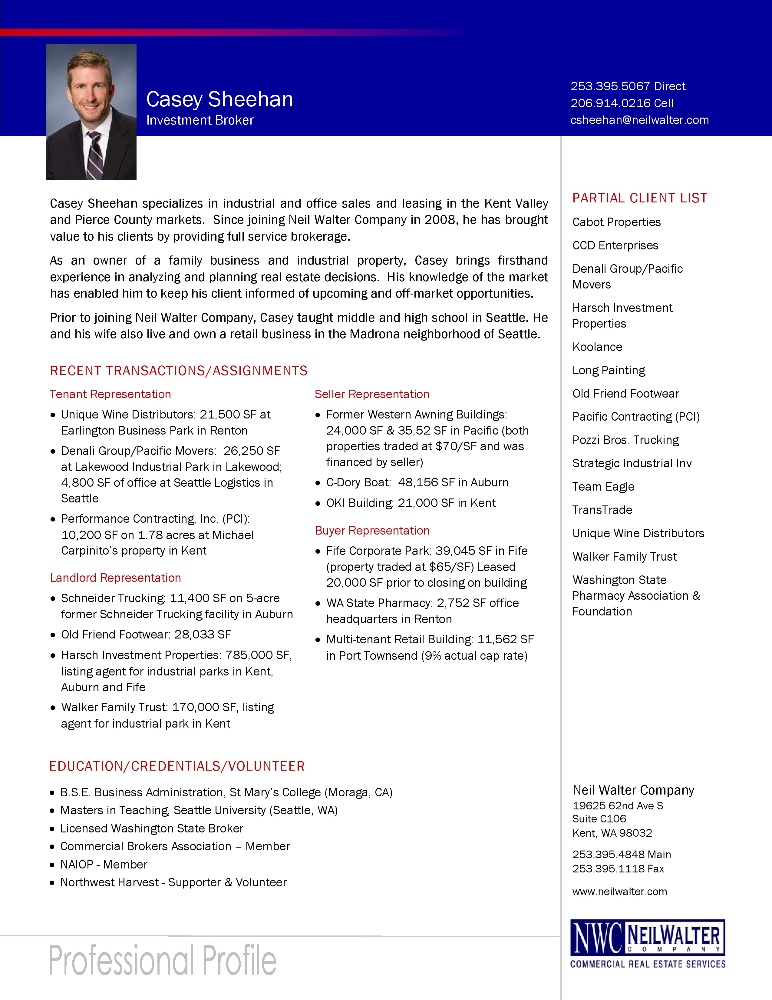 Casey Sheehan
Investment Broker
253.395.5067 Direct
206.914.0216 Cell
csheehan@neilwalter.com
Casey Sheehan specializes in industrial and office sales and leasing in the Kent Valley
and Pierce County markets. Since joining Neil Walter Company in 2008, he has brought
value to his clients by providing full service brokerage.
As an owner of a family business and industrial property, Casey brings firsthand
experience in analyzing and planning real estate decisions. His knowledge of the market
has enabled him to keep his client informed of upcoming and off-market opportunities.
Prior to joining Neil Walter Company, Casey taught middle and high school in Seattle. He
and his wife also live and own a retail business in the Madrona neighborhood of Seattle.
RECENT TRANSACTIONS/ASSIGNMENTS
Tenant Representation
• Unique Wine Distributors: 21,500 SF at
Earlington Business Park in Renton
• Denali Group/Pacific Movers: 26,250 SF
at Lakewood Industrial Park in Lakewood;
4,800 SF of office at Seattle Logistics in
Seattle
• Performance Contracting, Inc. (PCI):
10,200 SF on 1.78 acres at Michael
Carpinito's property in Kent
Landlord Representation
• Schneider Trucking: 11,400 SF on 5-acre
former Schneider Trucking facility in Auburn
• Old Friend Footwear: 28,033 SF
• Harsch Investment Properties: 785,000 SF,
listing agent for industrial parks in Kent,
Auburn and Fife
• Walker Family Trust: 170,000 SF, listing
agent for industrial park in Kent
Seller Representation
• Former Western Awning Buildings:
24,000 SF & 35,52 SF in Pacific (both
properties traded at $70/SF and was
financed by seller)
• C-Dory Boat: 48,156 SF in Auburn
• OKI Building: 21,000 SF in Kent
Buyer Representation
• Fife Corporate Park: 39,045 SF in Fife
(property traded at $65/SF) Leased
20,000 SF prior to closing on building
• WA State Pharmacy: 2,752 SF office
headquarters in Renton
• Multi-tenant Retail Building: 11,562 SF
in Port Townsend (9% actual cap rate)
EDUCATION/CREDENTIALS/VOLUNTEER
• B.S.E. Business Administration, St Mary's College (Moraga, CA)
• Masters in Teaching, Seattle University (Seattle, WA)
• Licensed Washington State Broker
• Commercial Brokers Association – Member
• NAIOP - Member
• Northwest Harvest - Supporter & Volunteer
PARTIAL CLIENT LIST
Cabot Properties
CCD Enterprises
Denali Group/Pacific
Movers
Harsch Investment
Properties
Koolance
Long Painting
Old Friend Footwear
Pacific Contracting (PCI)
Pozzi Bros. Trucking
Strategic Industrial Inv
Team Eagle
TransTrade
Unique Wine Distributors
Walker Family Trust
Washington State
Pharmacy Association &
Foundation
Neil Walter Company
19625 62nd Ave S
Suite C106
Kent, WA 98032
253.395.4848 Main
253.395.1118 Fax
www.neilwalter.com
NWC NEILWALTER
COMPANY
COMMERCIAL REAL ESTATE SERVICES
Professional Profile